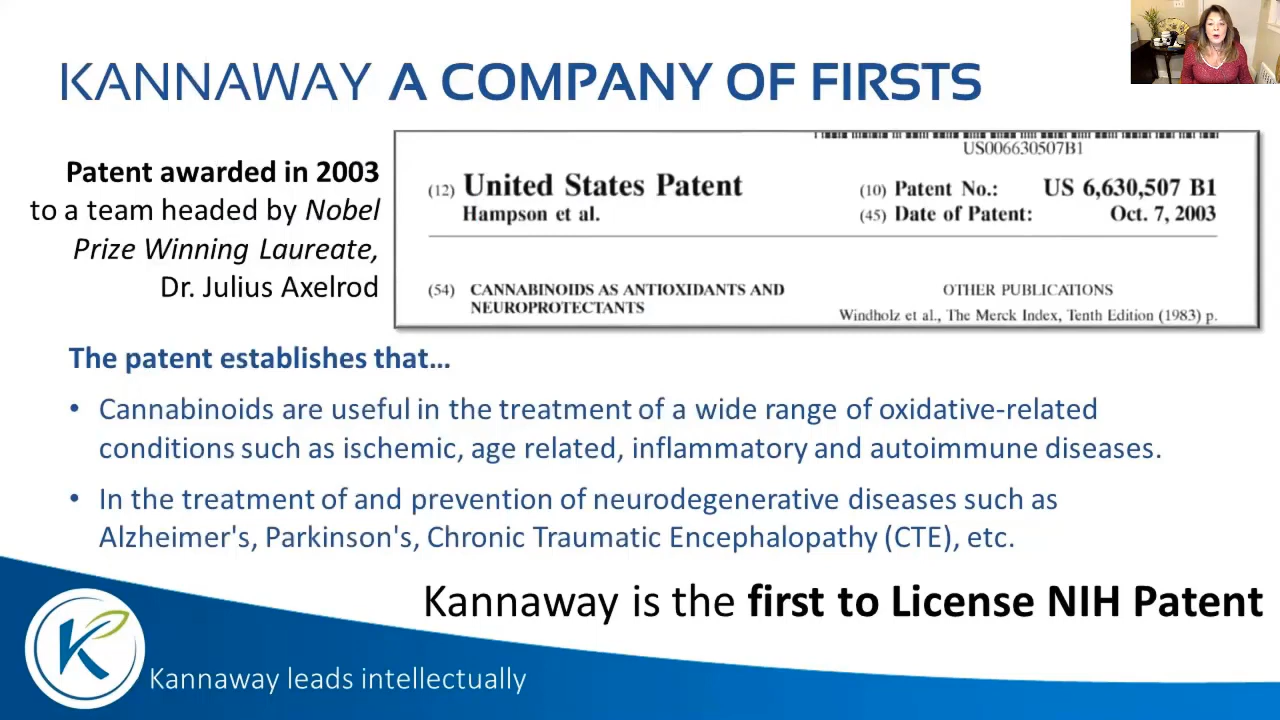 KANNAWAY A COMPANY OF FIRSTS
Patent awarded in 2003
to a team headed by Nobel
Prize Winning Laureate,
Dr. Julius Axelrod
US006630507B1
(12) United States Patent
Hampson et al.
(10) Patent No.: US 6,630,507 B1
(45) Date of Patent: Oct. 7, 2003
(54) CANNABINOIDS AS ANTIOXIDANTS AND
NEUROPROTECTANTS
OTHER PUBLICATIONS
Windholz et al., The Merck Index, Tenth Edition (1983) p.
The patent establishes that…
• Cannabinoids are useful in the treatment of a wide range of oxidative-related
conditions such as ischemic, age related, inflammatory and autoimmune diseases.
• In the treatment of and prevention of neurodegenerative diseases such as
Alzheimer's, Parkinson's, Chronic Traumatic Encephalopathy (CTE), etc.
Kannaway is the first to License NIH Patent
K
Kannaway leads intellectually